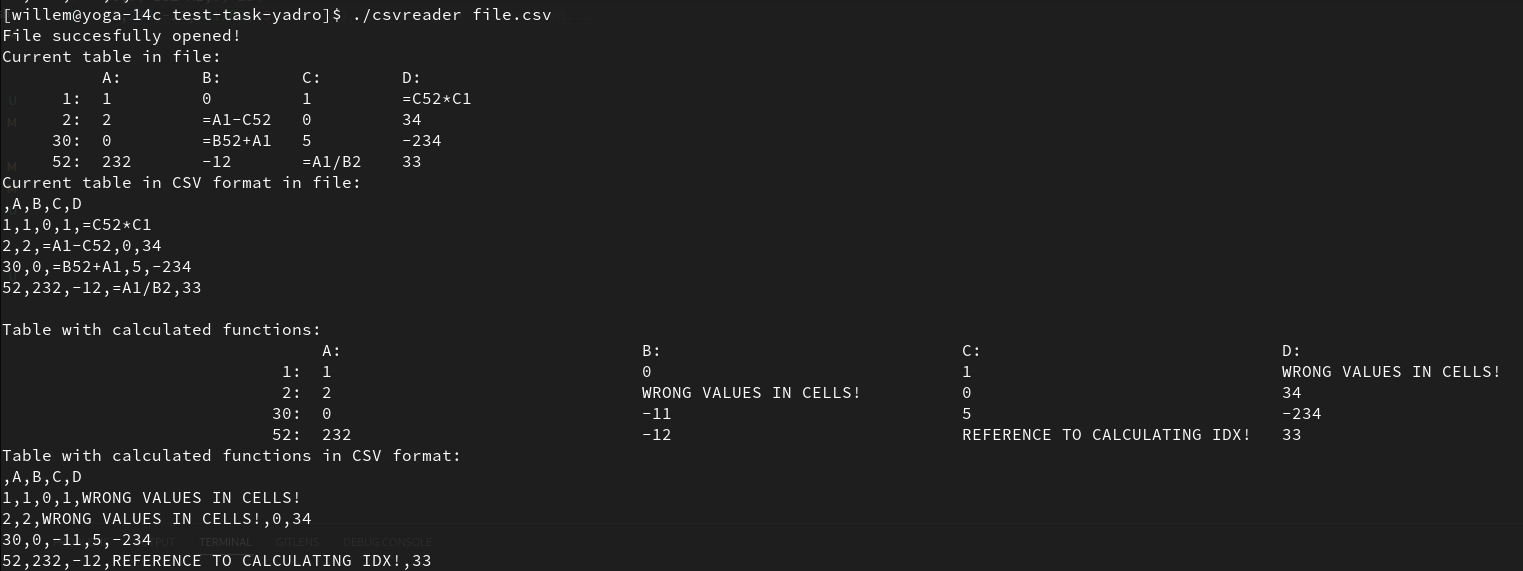 [willem@yoga-14c test-task-yadro]$ ./csvreader file.csv
File succesfully opened!
Current table in file:
A: B: C: D:
1: 1 0 1 =C52*C1
2: 2 =A1-C52 0 34
30: 0 =B52+A1 5 -234
52: 232 -12 =A1/B2 33
Current table in CSV format in file:
,A,B,C,D
1,1,0,1,=C52*C1
2,2,=A1-C52,0,34
30,0,=B52+A1,5,-234
52,232,-12,=A1/B2,33
Table with calculated functions:
A: B: C: D:
1: 1 0 1 WRONG VALUES IN CELLS!
2: 2 WRONG VALUES IN CELLS! 0 34
30: 0 -11 5 -234
52: 232 -12 REFERENCE TO CALCULATING IDX! 33
Table with calculated functions in CSV format:
,A,B,C,D
1,1,0,1,WRONG VALUES IN CELLS!
2,2,WRONG VALUES IN CELLS!,0,34
30,0,-11,5,-234
TERMINAL GITLENS DEBUG CONSOLE
52,232,-12,REFERENCE TO CALCULATING IDX!,33